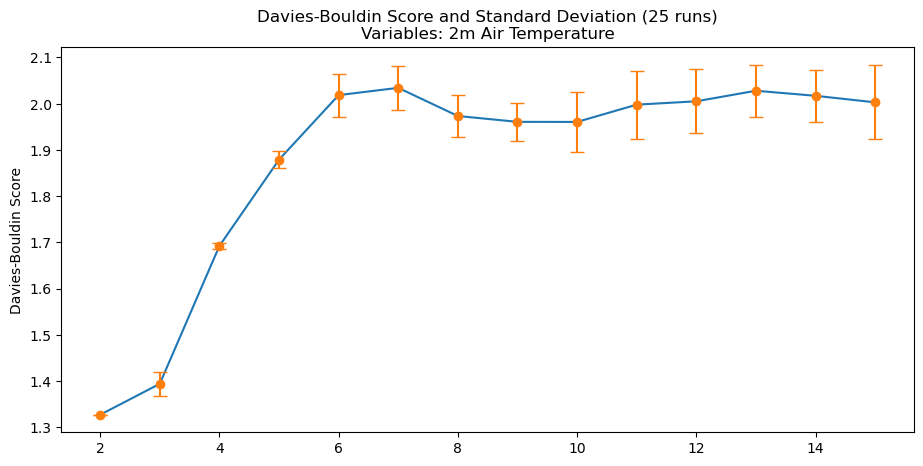 Davies-Bouldin Score and Standard Deviation (25 runs)
Variables: 2m Air Temperature
Davies-Bouldin Score
2.1
2.0
1.9
1.8
1.7
1.6
1.5
1.4
1.3
2 4 6 8 10 12 14